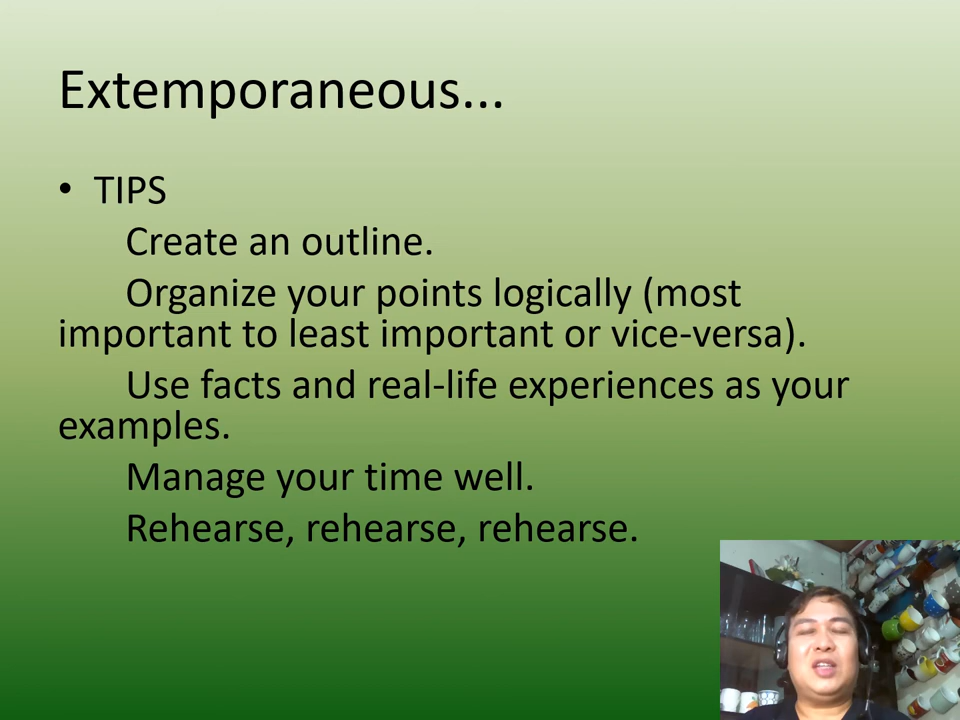 Extemporaneous...
• TIPS
Create an outline.
Organize your points logically (most
important to least important or vice-versa).
Use facts and real-life experiences as your
examples.
Manage your time well.
Rehearse, rehearse, rehearse.